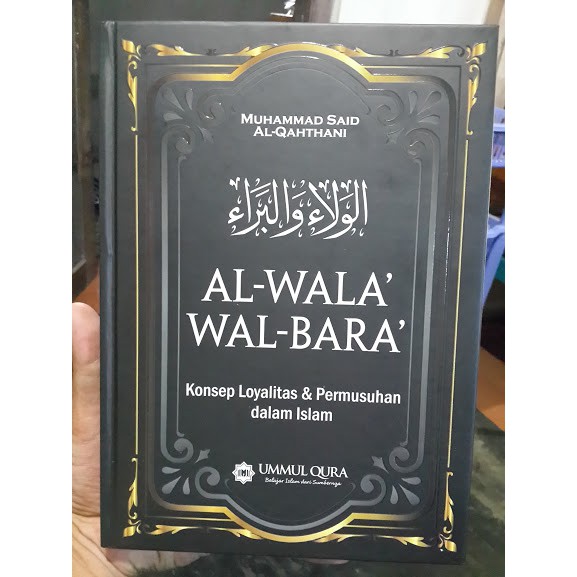 MUHAMMAD SAID
AL-QAHTHANI
الولاء والبراء
AL-WALA'
WAL-BARA'
Konsep Loyalitas & Permusuhan
dalam Islam
UMMUL QURA
Belajar Islam dari Sumbernya